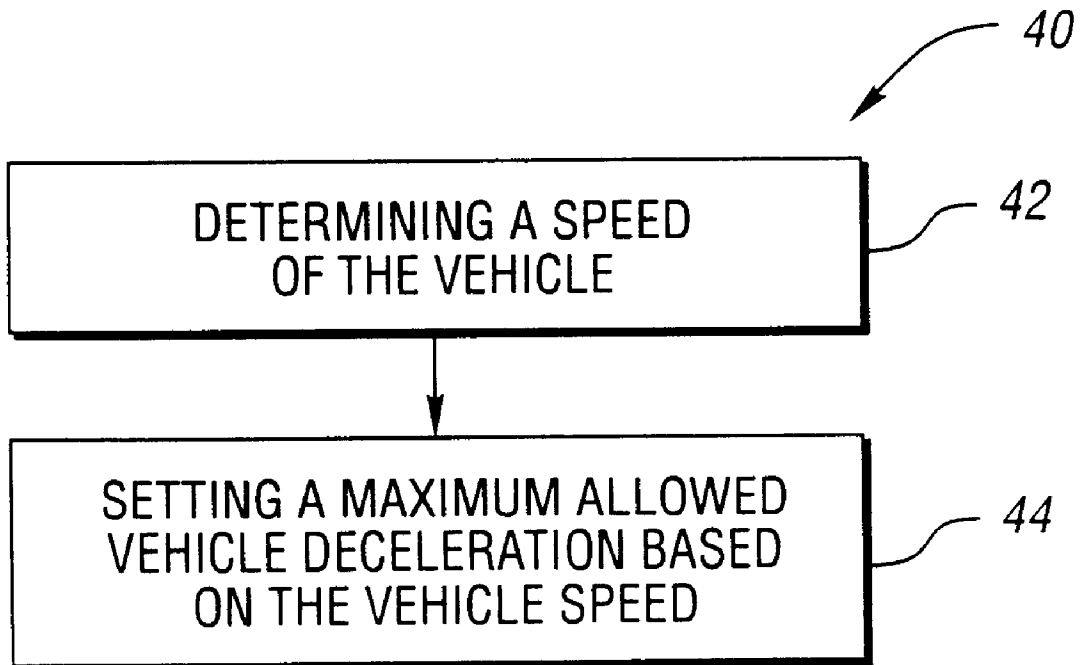 40
DETERMINING A SPEED
OF THE VEHICLE
42
SETTING A MAXIMUM ALLOWED
VEHICLE DECELERATION BASED
ON THE VEHICLE SPEED
44